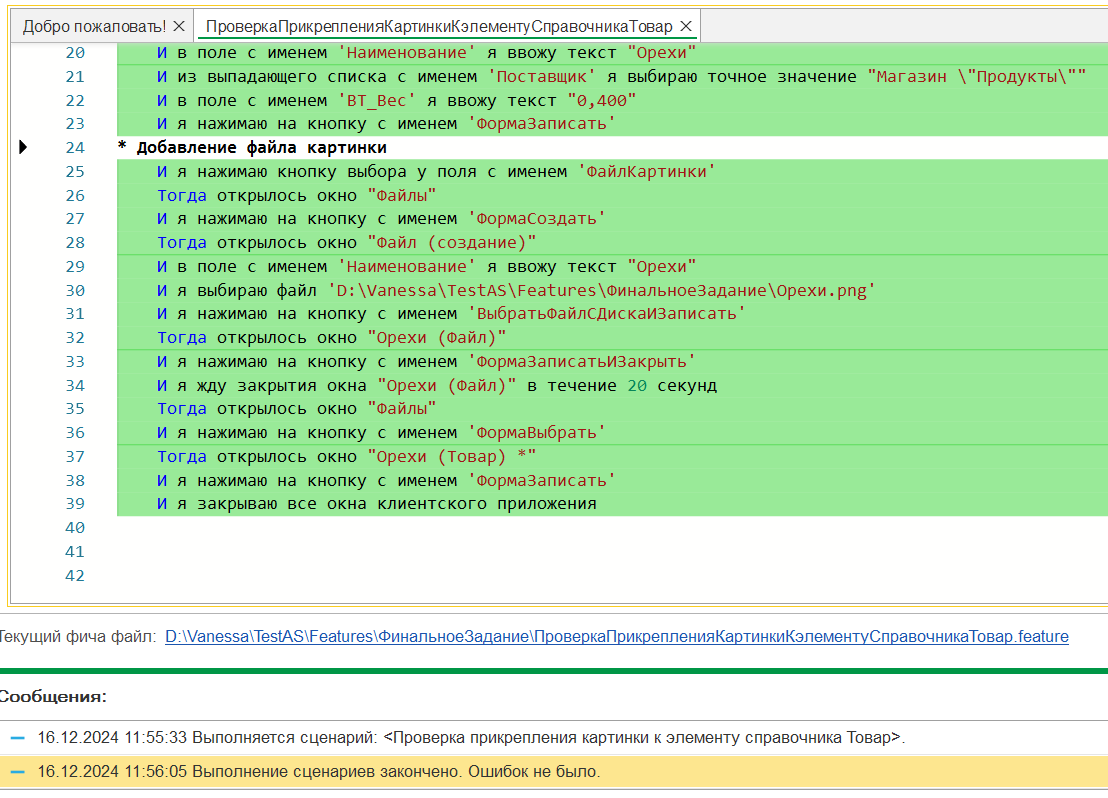 Добро пожаловать! × ПроверкаПрикрепленияКартинкиКэлементуСправочникаТовар ×
20 И в поле с именем 'Наименование' я ввожу текст "Орехи"
21 И из выпадающего списка с именем 'Поставщик' я выбираю точное значение "Магазин \"Продукты\""
22 И в поле с именем 'ВТ_Вес' я ввожу текст "0,400"
23 И я нажимаю на кнопку с именем 'ФормаЗаписать'
24 * Добавление файла картинки
25 И я нажимаю кнопку выбора у поля с именем 'ФайлКартинки'
26 Тогда открылось окно "Файлы"
27 И я нажимаю на кнопку с именем 'ФормаСоздать'
28 Тогда открылось окно "Файл (создание)"
29 И в поле с именем 'Наименование' я ввожу текст "Орехи"
30 И я выбираю файл 'D:\Vanessa\TestAS\Features\ФинальноеЗадание\Орехи.png'
31 И я нажимаю на кнопку с именем 'ВыбратьФайлСДискаИЗаписать'
32 Тогда открылось окно "Орехи (Файл)"
33 И я нажимаю на кнопку с именем 'ФормаЗаписатьИЗакрыть'
34 И я жду закрытия окна "Орехи (Файл)" в течение 20 секунд
35 Тогда открылось окно "Файлы"
36 И я нажимаю на кнопку с именем 'ФормаВыбрать'
37 Тогда открылось окно "Орехи (Товар) *"
38 И я нажимаю на кнопку с именем 'ФормаЗаписать'
39 И я закрываю все окна клиентского приложения
40
41
42
Текущий фича файл: D:\Vanessa\TestAS\Features\ФинальноеЗадание\ПроверкаПрикрепленияКартинкиКэлементуСправочникаТовар.feature
Сообщения:
16.12.2024 11:55:33 Выполняется сценарий: <Проверка прикрепления картинки к элементу справочника Товар>.
16.12.2024 11:56:05 Выполнение сценариев закончено. Ошибок не было.